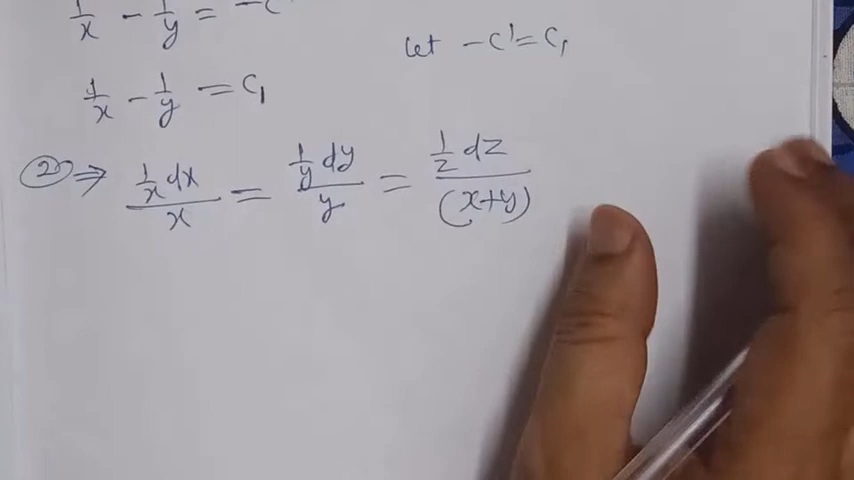 1/x - 1/y = -c
let -c' = c₁
1/x - 1/y = c₁
② ⇒ (1/x dx)/x = (1/y dy)/y = (1/z dz)/(x+y)